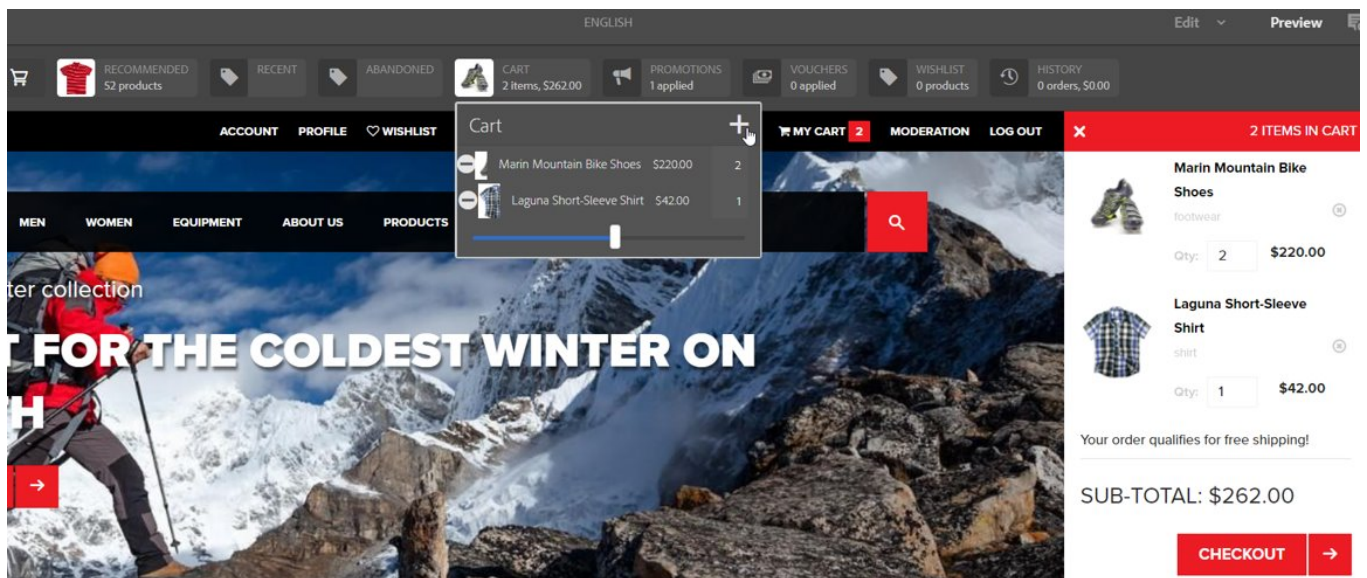 ENGLISH
Edit
Preview
RECOMMENDED
52 products
RECENT
ABANDONED
CART
2 items, $262.00
PROMOTIONS
1 applied
VOUCHERS
0 applied
WISHLIST
0 products
HISTORY
0 orders, $0.00
ACCOUNT PROFILE WISHLIST
MY CART 2 MODERATION LOG OUT
Cart
Marin Mountain Bike Shoes $220.00 2
Laguna Short-Sleeve Shirt $42.00 1
MEN WOMEN EQUIPMENT ABOUT US PRODUCTS
ter collection
FOR THE COLDEST WINTER ON
H
2 ITEMS IN CART
Marin Mountain Bike
Shoes
footwear
Qty: 2 $220.00
Laguna Short-Sleeve
Shirt
shirt
Qty: 1 $42.00
Your order qualifies for free shipping!
SUB-TOTAL: $262.00
CHECKOUT